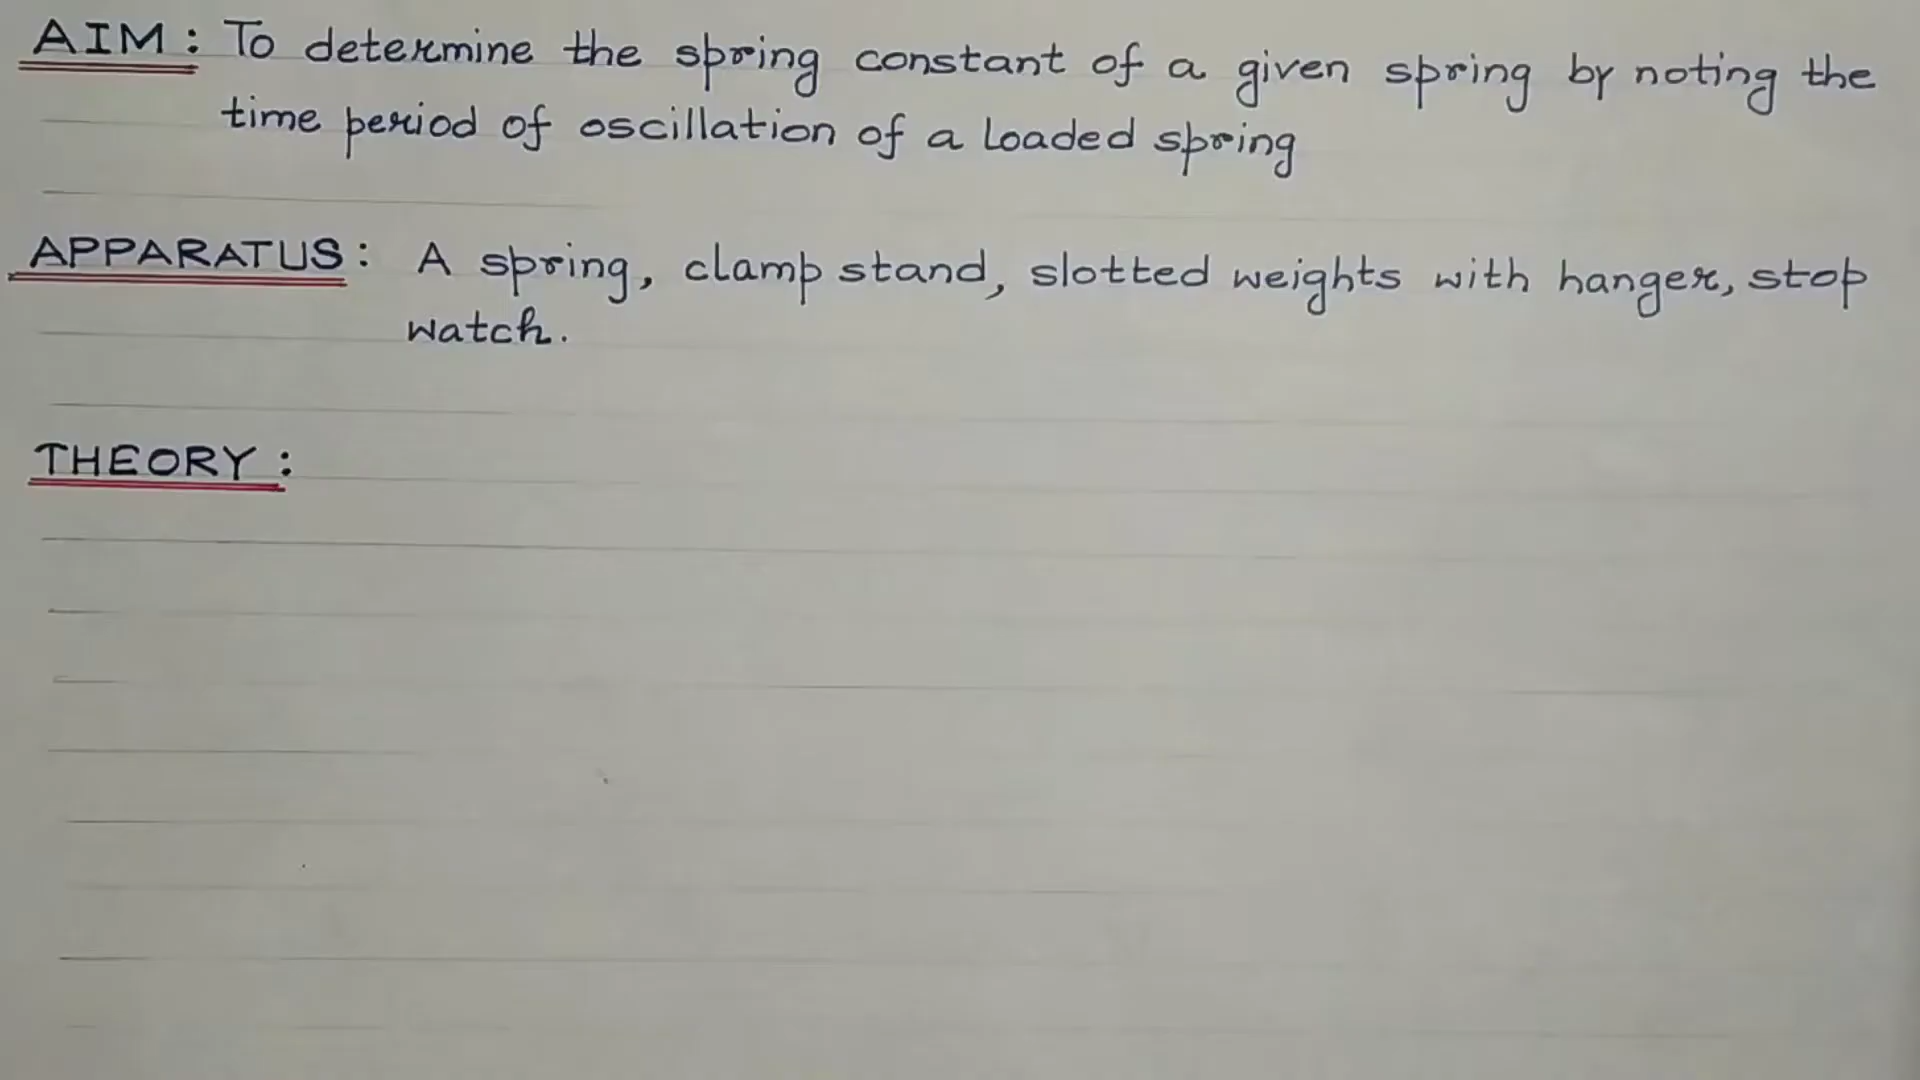 AIM: To determine the spring constant of a given spring by noting the
time period of oscillation of a loaded spring
APPARATUS: A spring, clamp stand, slotted weights with hanger, stop
watch.
THEORY: